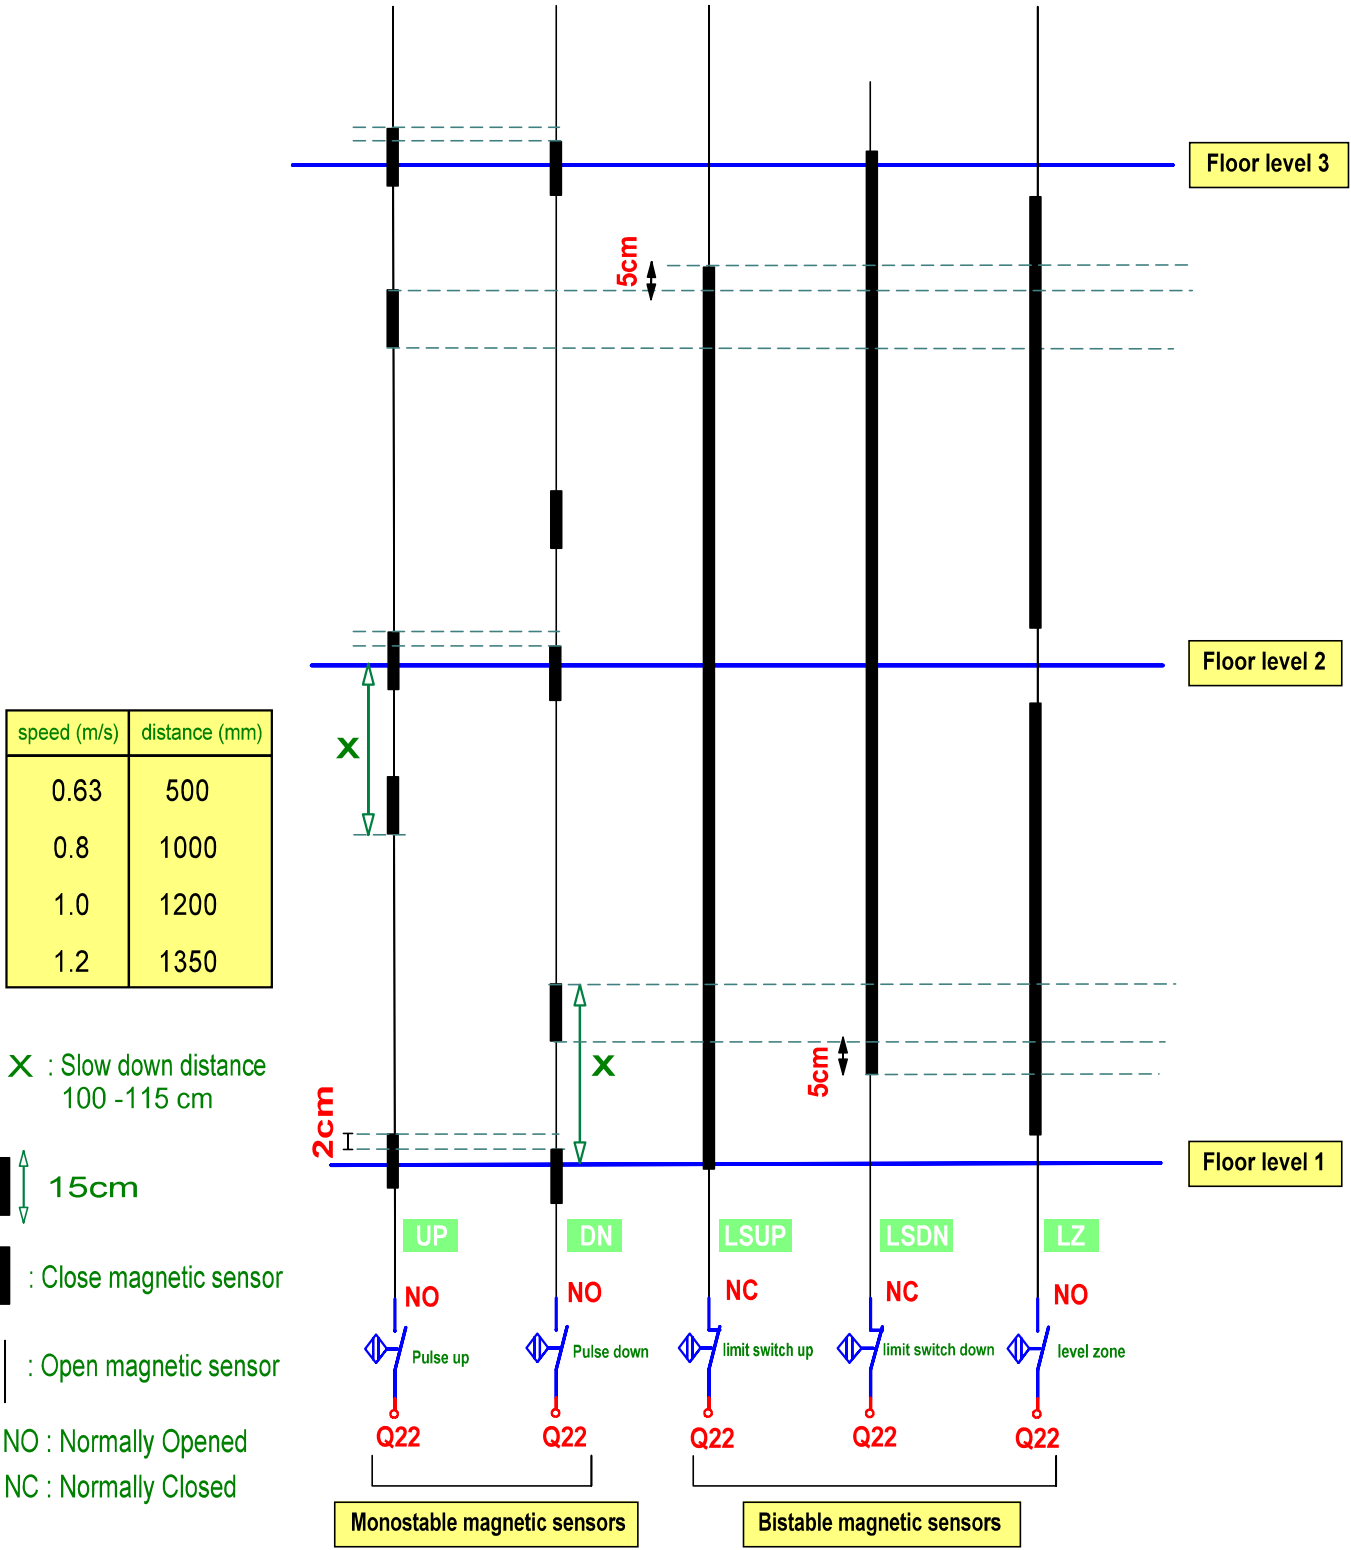 Floor level 3
5cm
Floor level 2
speed (m/s) distance (mm)
0.63 500
0.8 1000
1.0 1200
1.2 1350
X
X : Slow down distance
100 -115 cm
X
5cm
2cm
Floor level 1
15cm
: Close magnetic sensor
: Open magnetic sensor
NO : Normally Opened
NC : Normally Closed
UP DN LSUP LSDN LZ
NO NO NC NC NO
Pulse up Pulse down limit switch up limit switch down level zone
Q22 Q22 Q22 Q22 Q22
Monostable magnetic sensors Bistable magnetic sensors